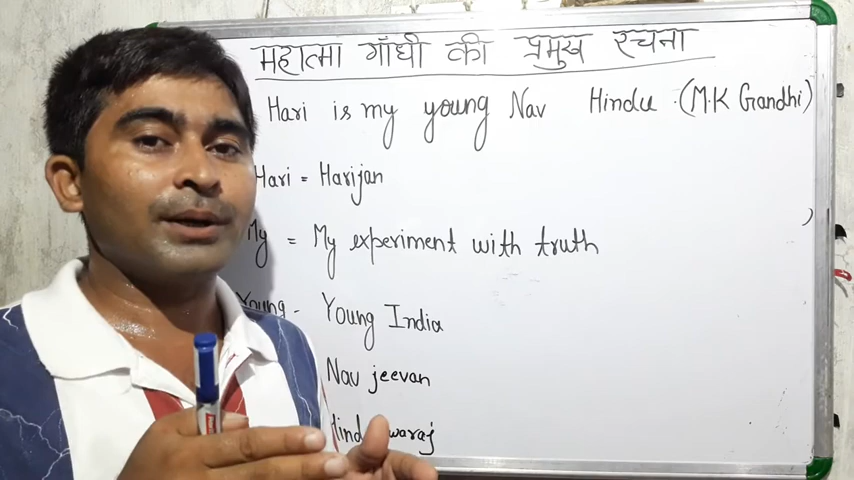 महात्मा गाँधी की प्रमुख रचना
Hari is my young Nav Hindu (M.K Gandhi)
Hari = Harijan
My = My experiment with truth
Young - Young India
Nav jeevan